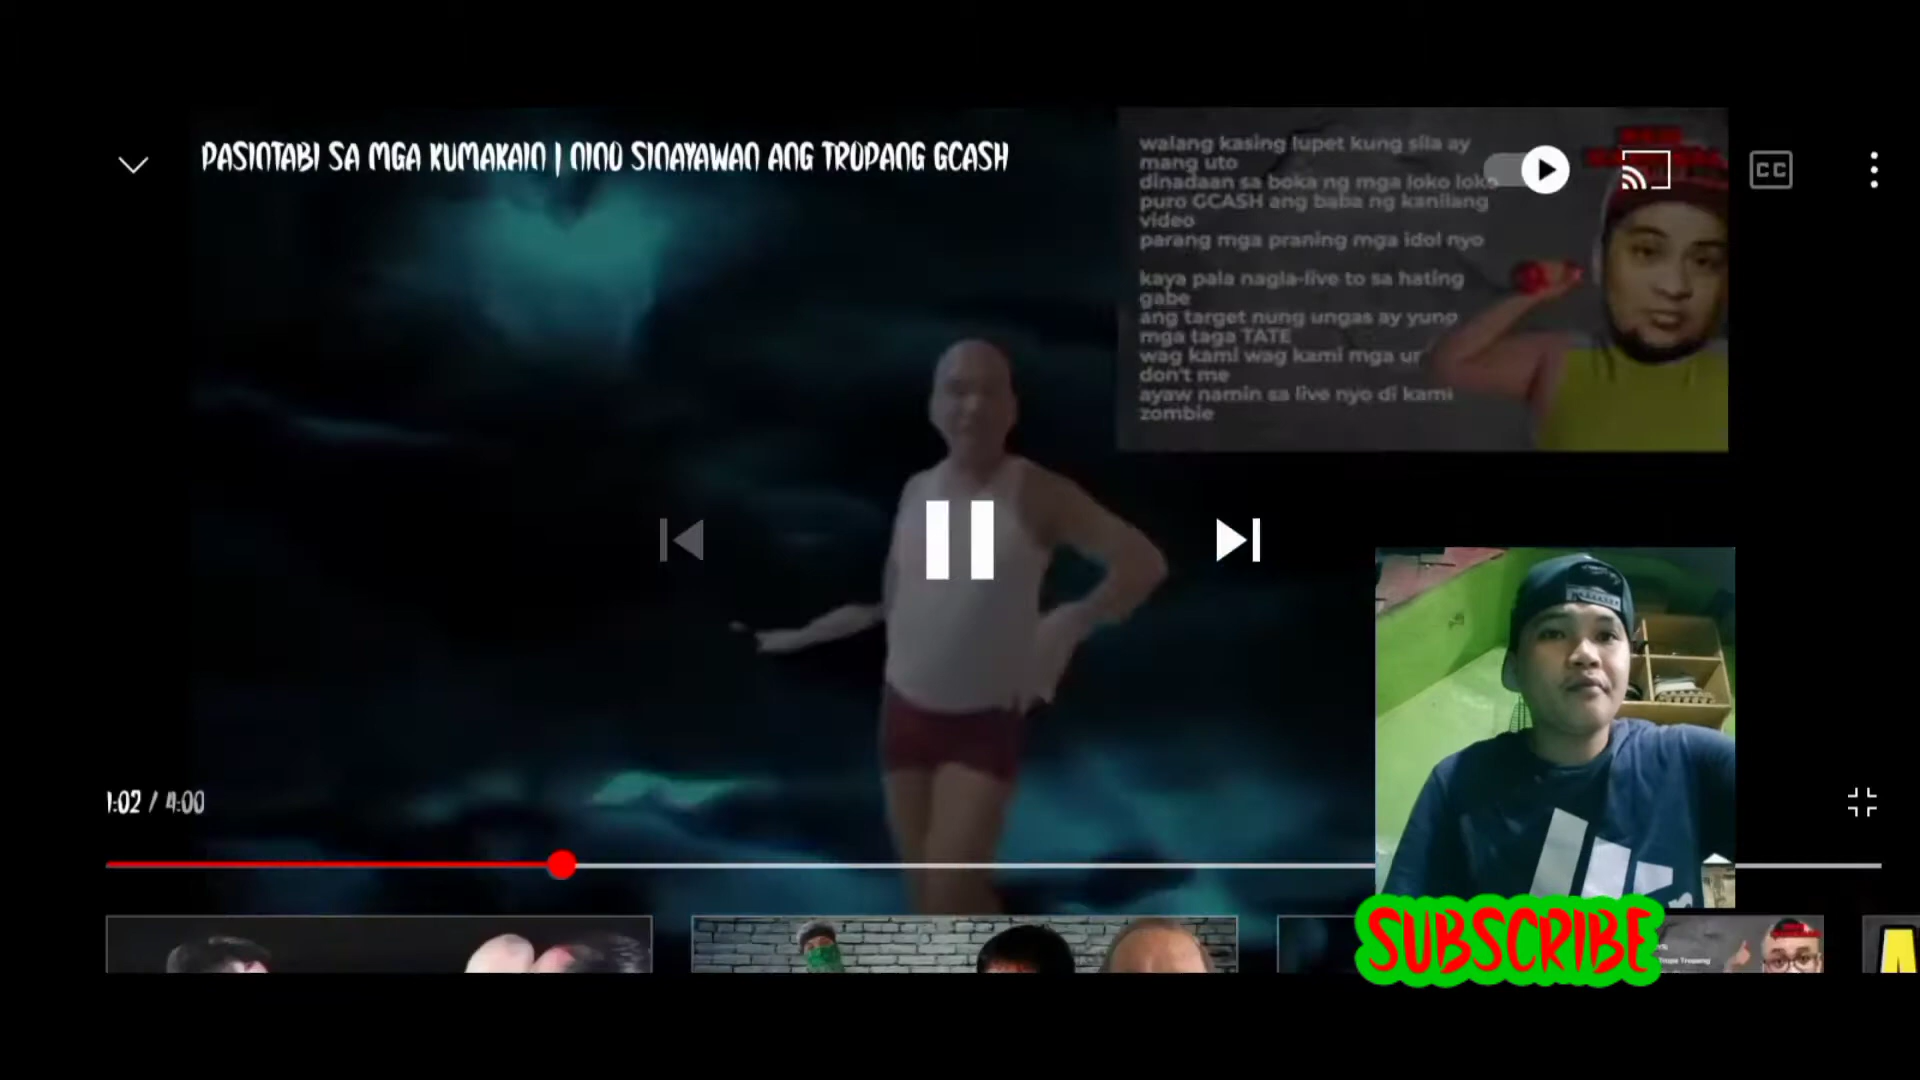 PASINTABI SA MGA KUMAKAIN | NINO SINAYAWAN ANG TROPANG GCASH
walang kasing lupet kung sila ay
mang uto
dinadaan sa boka ng mga loko loko
puro GCASH ang baba ng kanilang
video
parang mga praning mga idol nyo
kaya pala nagla-live to sa hating
gabe
ang target nung ungas ay yung
mga taga TATE
wag kami wag kami mga
don't me
ayaw namin sa live nyo di kami
zombie
CC
1:02 / 4:00
SUBSCRIBE